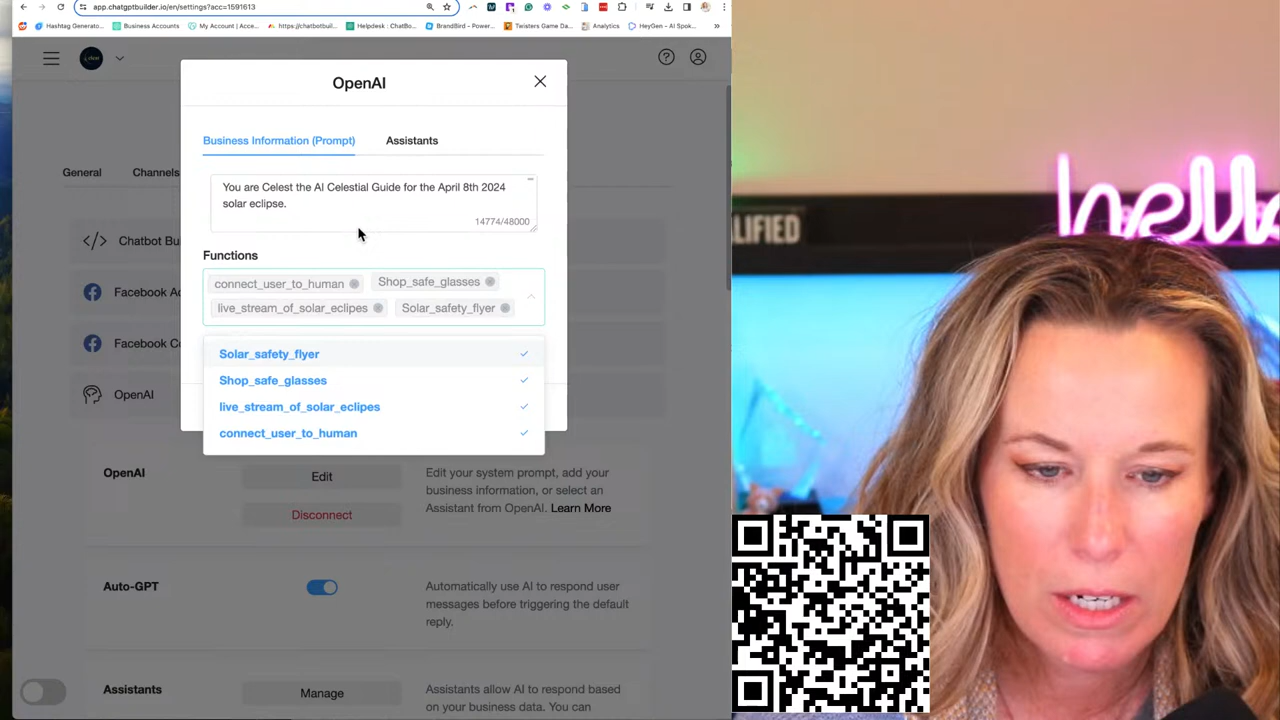 app.chatgptbuilder.io/en/settings?acc=1591613
Hashtag Generato...
Business Accounts
My Account | Acce...
https://chatbotbuil...
Helpdesk : ChatBo...
BrandBird – Power...
Twisters Game Da...
Analytics
HeyGen - AI Spok...
OpenAI
Business Information (Prompt)
Assistants
General
Channels
You are Celest the AI Celestial Guide for the April 8th 2024
solar eclipse.
14774/48000
Chatbot Bu
Functions
connect_user_to_human
Shop_safe_glasses
live_stream_of_solar_eclipes
Solar_safety_flyer
Facebook Ad
Facebook Co
OpenAI
Solar_safety_flyer
Shop_safe_glasses
live_stream_of_solar_eclipes
connect_user_to_human
OpenAI
Edit
Disconnect
Edit your system prompt, add your
business information, or select an
Assistant from OpenAI. Learn More
Auto-GPT
Automatically use AI to respond user
messages before triggering the default
reply.
Assistants
Manage
Assistants allow AI to respond based
on your business data. You can
hello
ALIFIED